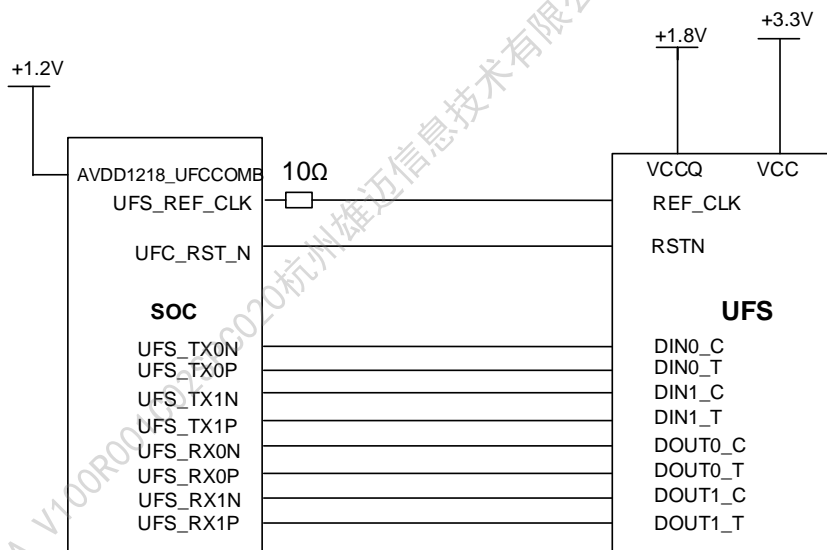 +3.3V
+1.8V
+1.2V
AVDD1218_UFCCOMB
10Ω
VCCQ
VCC
UFS_REF_CLK
REF_CLK
UFC_RST_N
RSTN
SOC
UFS
UFS_TX0N
DIN0_C
UFS_TX0P
DIN0_T
UFS_TX1N
DIN1_C
UFS_TX1P
DIN1_T
UFS_RX0N
DOUT0_C
UFS_RX0P
DOUT0_T
UFS_RX1N
DOUT1_C
UFS_RX1P
DOUT1_T
杭州雄迈信息技术有限